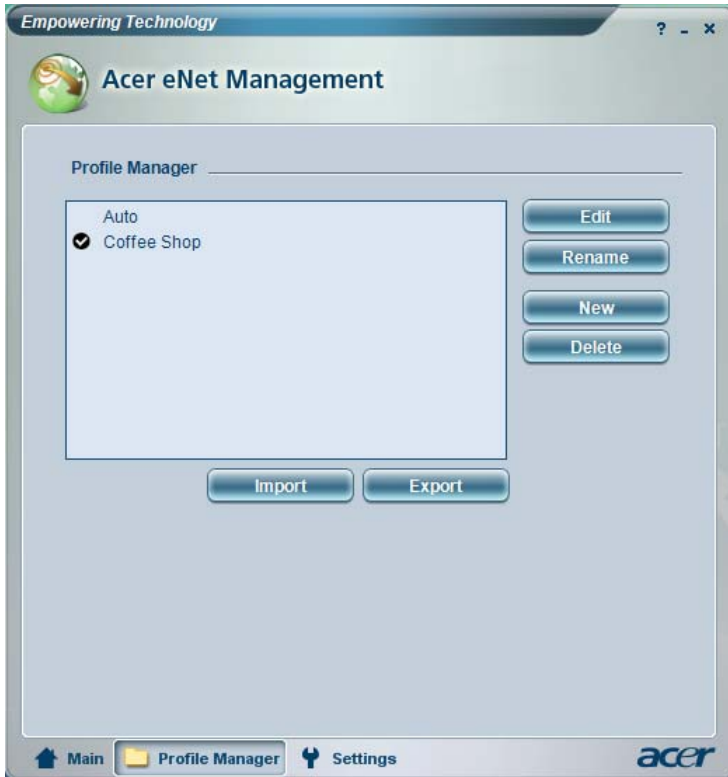 Empowering Technology
? - ×
Acer eNet Management
Profile Manager
Auto
Coffee Shop
Edit
Rename
New
Delete
Import Export
Main Profile Manager Settings acer